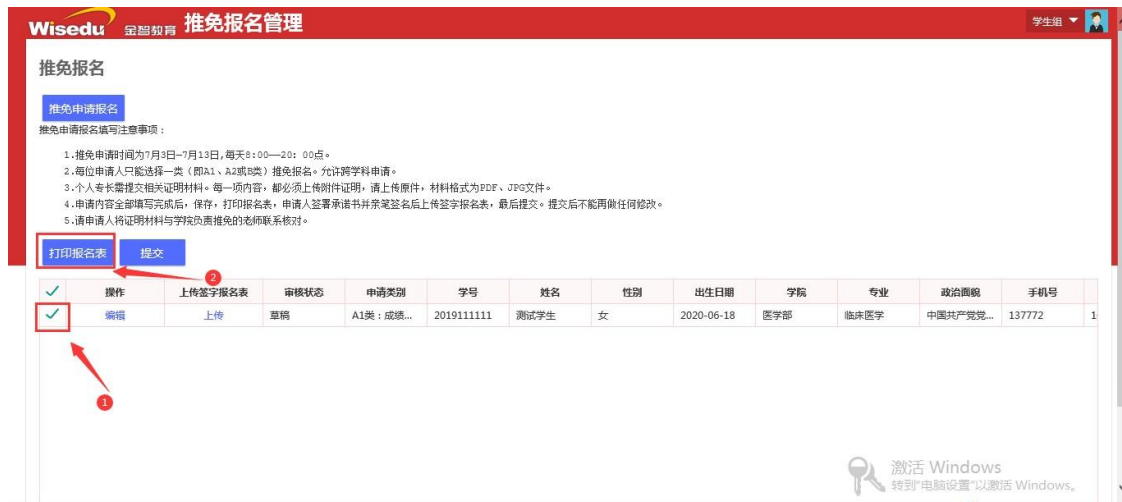 Wisedu 金智教育 推免报名管理
学生组
推免报名
推免申请报名
推免申请报名填写注意事项：
1.推免申请时间为7月3日—7月13日,每天8:00——20: 00点。
2.每位申请人只能选择一类（即A1、A2或B类）推免报名。允许跨学科申请。
3.个人专长需提交相关证明材料。每一项内容，都必须上传附件证明，请上传原件，材料格式为PDF、JPG文件。
4.申请内容全部填写完成后，保存，打印报名表，申请人签署承诺书并亲笔签名后上传签字报名表，最后提交。提交后不能再做任何修改。
5.请申请人将证明材料与学院负责推免的老师联系核对。
打印报名表 提交
2
操作 上传签字报名表 审核状态 申请类别 学号 姓名 性别 出生日期 学院 专业 政治面貌 手机号
编辑 上传 草稿 A1类：成绩... 2019111111 测试学生 女 2020-06-18 医学部 临床医学 中国共产党党... 137772 1
1
激活 Windows
转到"电脑设置"以激活 Windows。